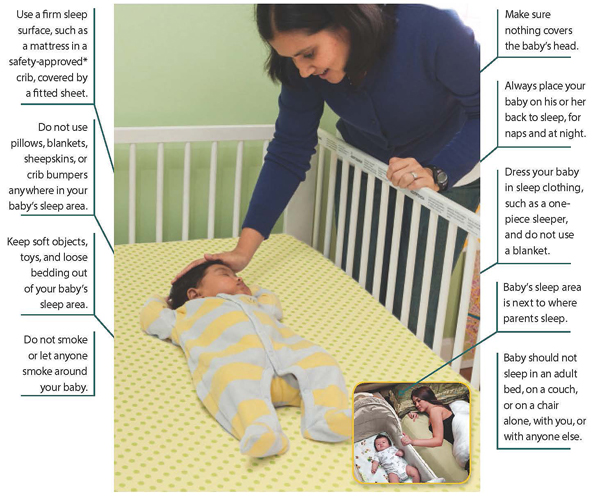 Use a firm sleep
surface, such as
a mattress in a
safety-approved*
crib, covered by
a fitted sheet.
Do not use
pillows, blankets,
sheepskins, or
crib bumpers
anywhere in your
baby's sleep area.
Keep soft objects,
toys, and loose
bedding out
of your baby's
sleep area.
Do not smoke
or let anyone
smoke around
your baby.
Make sure
nothing covers
the baby's head.
Always place your
baby on his or her
back to sleep, for
naps and at night.
Dress your baby
in sleep clothing,
such as a one-
piece sleeper,
and do not use
a blanket.
Baby's sleep area
is next to where
parents sleep.
Baby should not
sleep in an adult
bed, on a couch,
or on a chair
alone, with you, or
with anyone else.